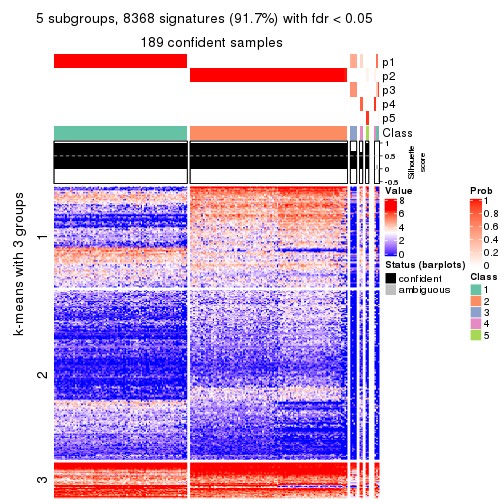 5 subgroups, 8368 signatures (91.7%) with fdr < 0.05
189 confident samples
p1
p2
p3
p4
p5
Class
1
0.5
0
-0.5
Silhouette
score
k-means with 3 groups
1
2
3
Value
8
6
4
2
0
Status (barplots)
confident
ambiguous
Prob
1
0.8
0.6
0.4
0.2
0
Class
1
2
3
4
5